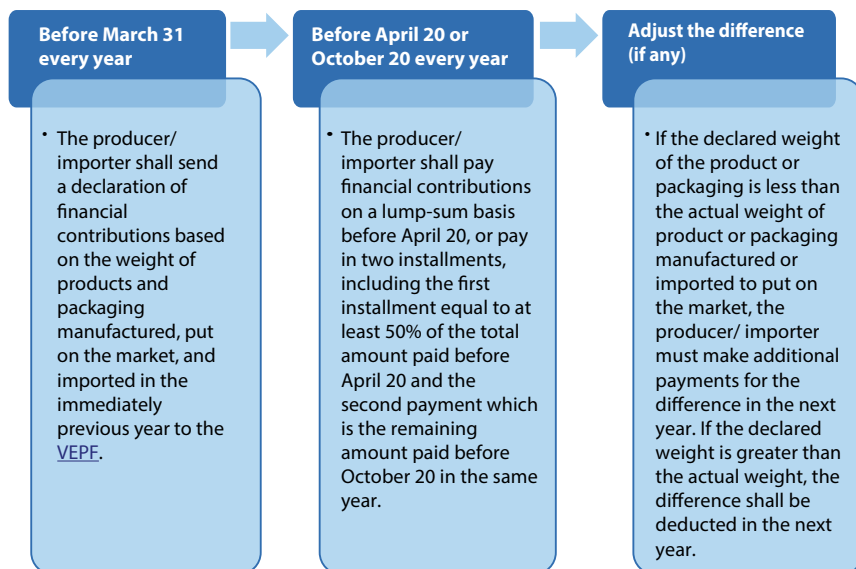 Before March 31
every year
• The producer/
importer shall send
a declaration of
financial
contributions based
on the weight of
products and
packaging
manufactured, put
on the market, and
imported in the
immediately
previous year to the
VEPF.
Before April 20 or
October 20 every year
• The producer/
importer shall pay
financial contributions
on a lump-sum basis
before April 20, or pay
in two installments,
including the first
installment equal to at
least 50% of the total
amount paid before
April 20 and the
second payment which
is the remaining
amount paid before
October 20 in the same
year.
Adjust the difference
(if any)
• If the declared weight
of the product or
packaging is less than
the actual weight of
product or packaging
manufactured or
imported to put on
the market, the
producer/ importer
must make additional
payments for the
difference in the next
year. If the declared
weight is greater than
the actual weight, the
difference shall be
deducted in the next
year.